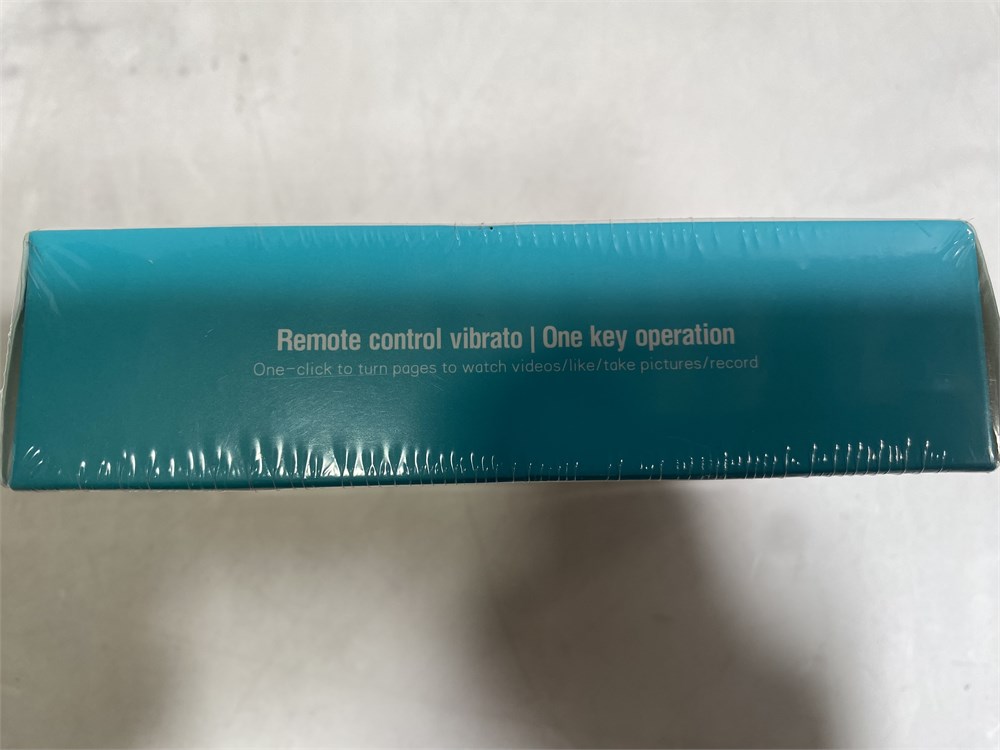 Remote control vibrato | One key operation
One-click to turn pages to watch videos/like/take pictures/record